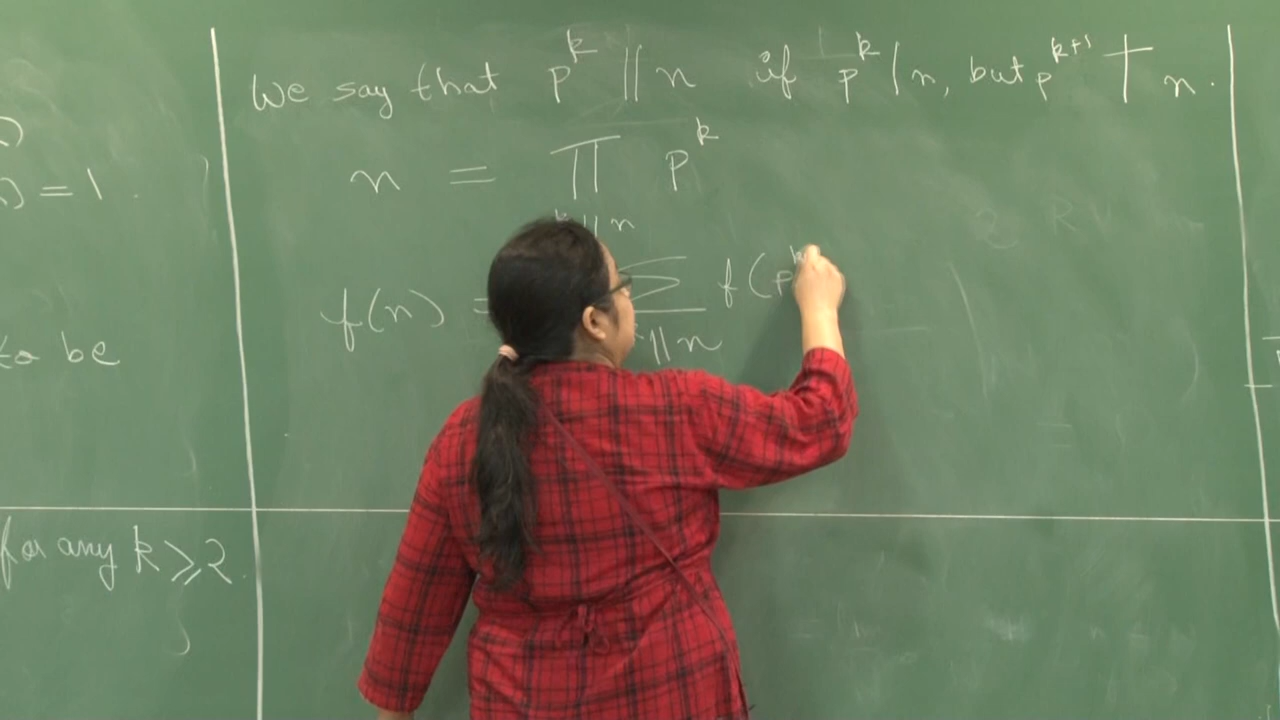 ) = 1.
to be
for any k ⩾ 2.
We say that p^k || n if p^k | n, but p^{k+1} ∤ n.
n = ∏ p^k
|| n
f(n) = ∑ f(p^k
|| n